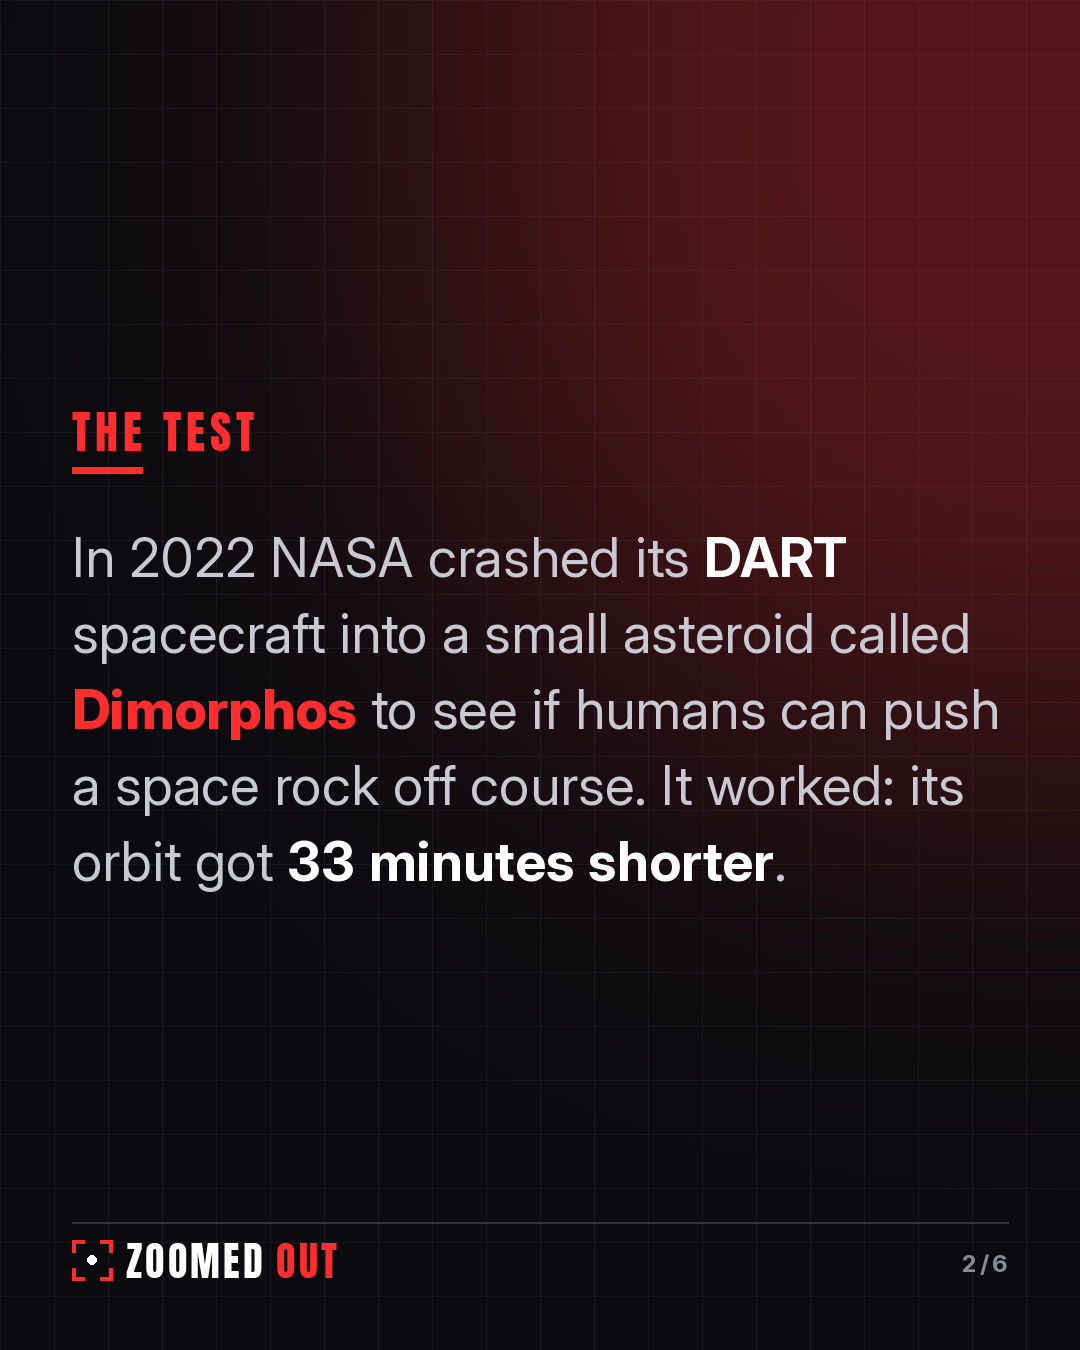 THE TEST
In 2022 NASA crashed its DART
spacecraft into a small asteroid called
Dimorphos to see if humans can push
a space rock off course. It worked: its
orbit got 33 minutes shorter.
ZOOMED OUT
2/6